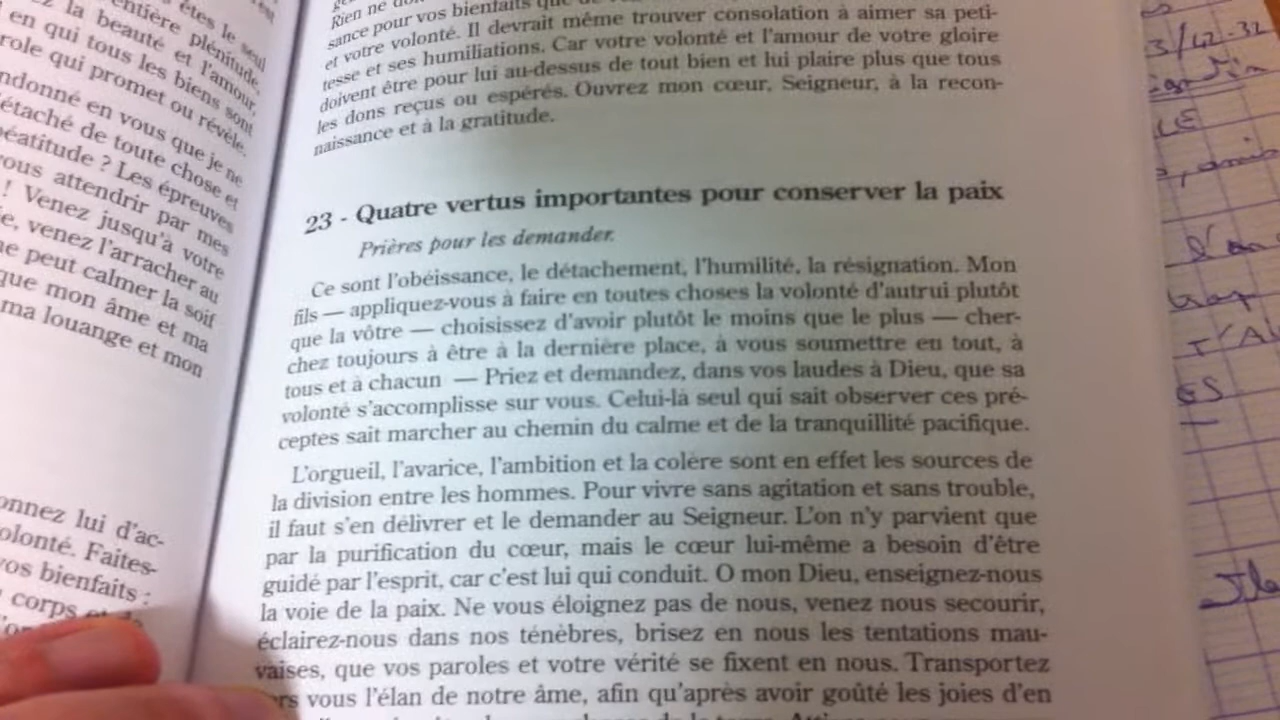 êtes le seul
la beauté et l'amour,
entière plénitude,
en qui tous les biens sont
role qui promet ou révèle.
ndonné en vous que je ne
étaché de toute chose et
béatitude ? Les épreuves
vous attendrir par mes
! Venez jusqu'à votre
e, venez l'arracher au
ne peut calmer la soif
que mon âme et ma
ma louange et mon
onnez lui d'ac-
olonté. Faites-
vos bienfaits :
corps
Rien ne
sance pour vos bienfaits que
et votre volonté. Il devrait même trouver consolation à aimer sa peti-
tesse et ses humiliations. Car votre volonté et l'amour de votre gloire
doivent être pour lui au-dessus de tout bien et lui plaire plus que tous
les dons reçus ou espérés. Ouvrez mon cœur, Seigneur, à la recon-
naissance et à la gratitude.
23 - Quatre vertus importantes pour conserver la paix
Prières pour les demander.
Ce sont l'obéissance, le détachement, l'humilité, la résignation. Mon
fils — appliquez-vous à faire en toutes choses la volonté d'autrui plutôt
que la vôtre — choisissez d'avoir plutôt le moins que le plus — cher-
chez toujours à être à la dernière place, à vous soumettre en tout, à
tous et à chacun — Priez et demandez, dans vos laudes à Dieu, que sa
volonté s'accomplisse sur vous. Celui-là seul qui sait observer ces pré-
ceptes sait marcher au chemin du calme et de la tranquillité pacifique.
L'orgueil, l'avarice, l'ambition et la colère sont en effet les sources de
la division entre les hommes. Pour vivre sans agitation et sans trouble,
il faut s'en délivrer et le demander au Seigneur. L'on n'y parvient que
par la purification du cœur, mais le cœur lui-même a besoin d'être
guidé par l'esprit, car c'est lui qui conduit. O mon Dieu, enseignez-nous
la voie de la paix. Ne vous éloignez pas de nous, venez nous secourir,
éclairez-nous dans nos ténèbres, brisez en nous les tentations mau-
vaises, que vos paroles et votre vérité se fixent en nous. Transportez
vers vous l'élan de notre âme, afin qu'après avoir goûté les joies d'en